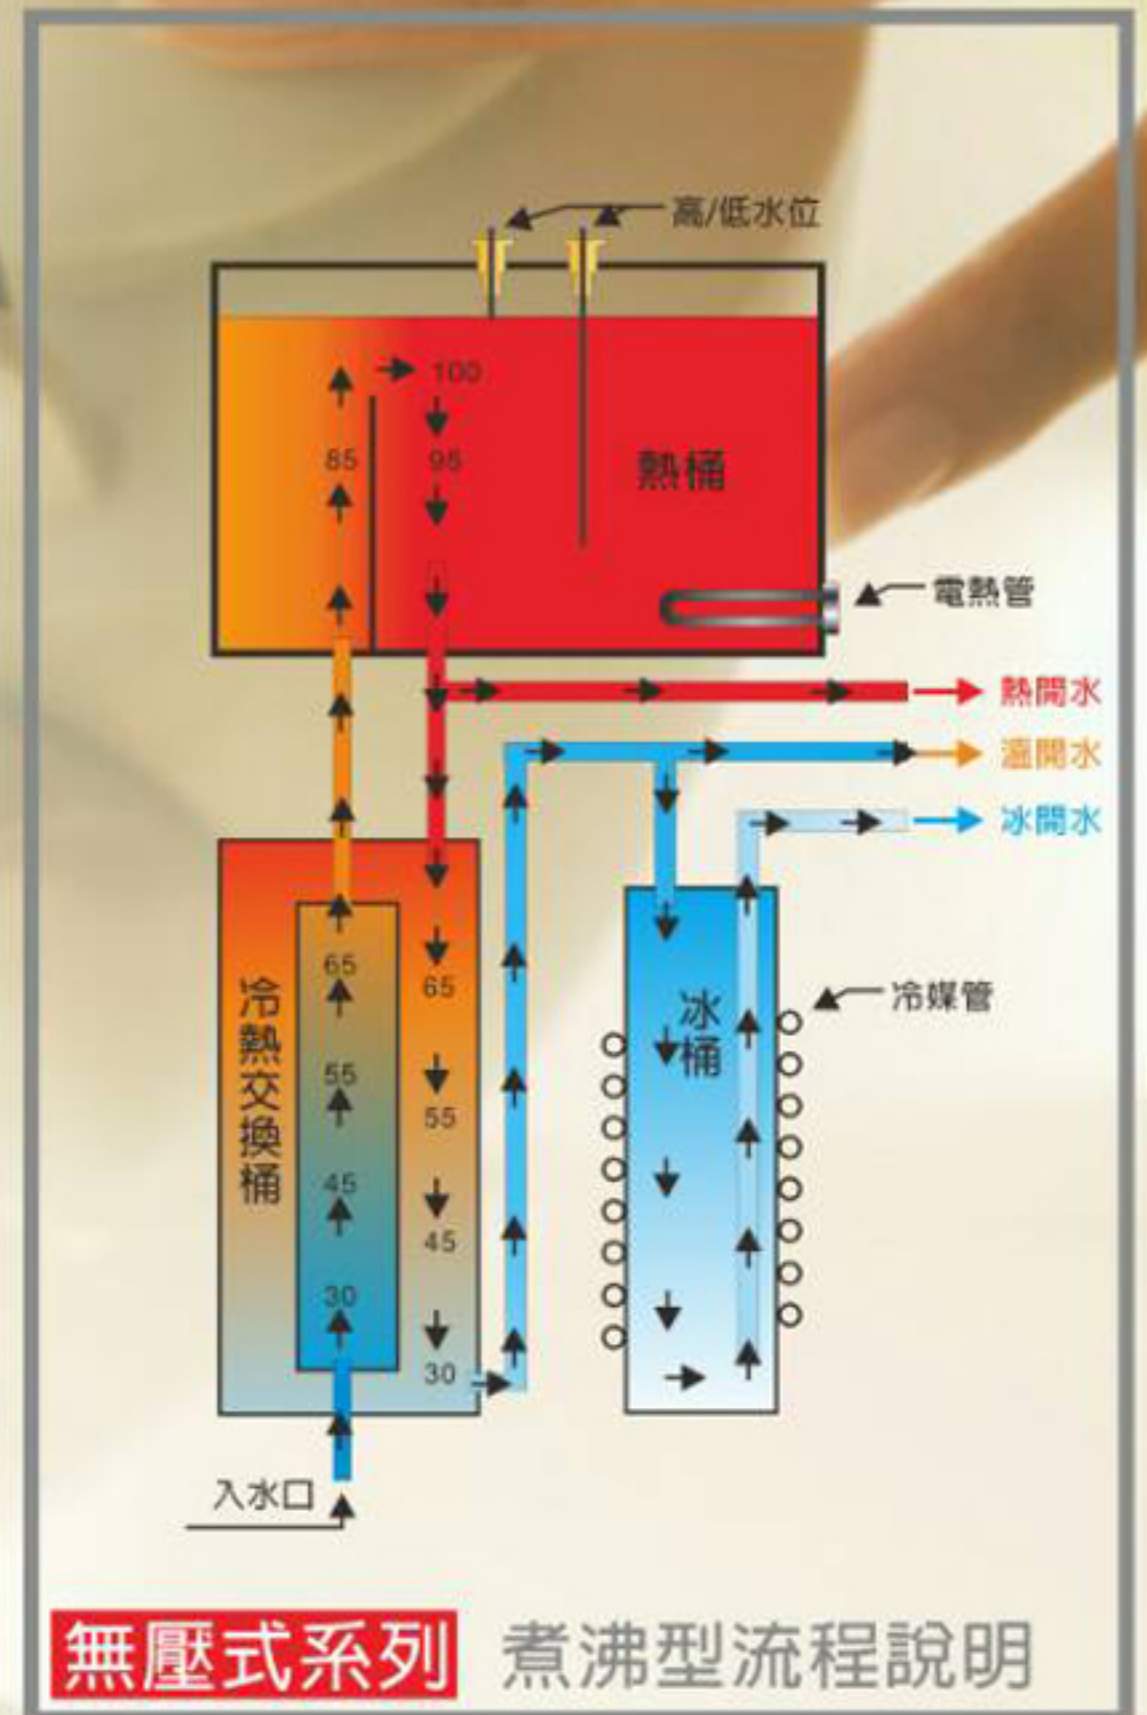 高/低水位
100
85
95
熱桶
電熱管
熱開水
溫開水
冰開水
冷熱交換桶
65
55
45
30
65
55
45
30
冰桶
冷媒管
入水口
無壓式系列 煮沸型流程說明